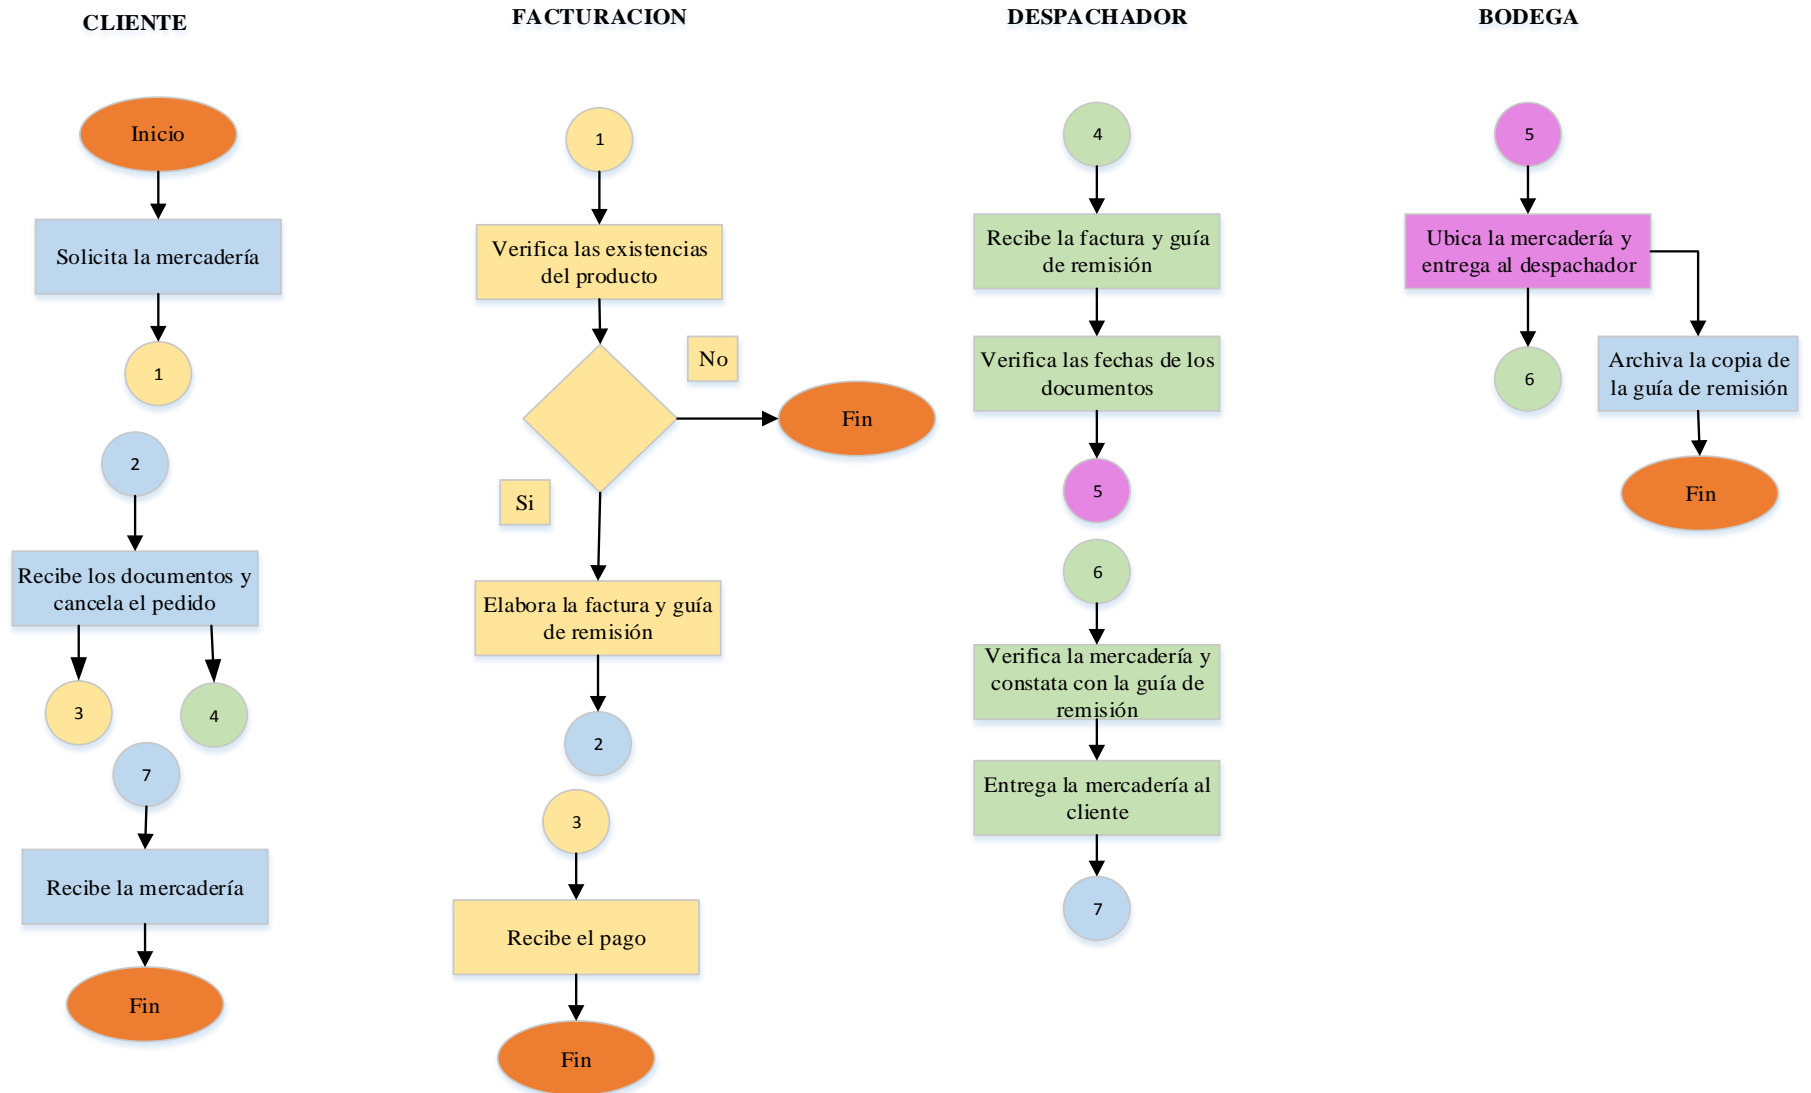 CLIENTE
Inicio
Solicita la mercadería
1
2
Recibe los documentos y
cancela el pedido
3
4
7
Recibe la mercadería
Fin
FACTURACION
1
Verifica las existencias
del producto
No
Fin
Si
Elabora la factura y guía
de remisión
2
3
Recibe el pago
Fin
DESPACHADOR
4
Recibe la factura y guía
de remisión
Verifica las fechas de los
documentos
5
6
Verifica la mercadería y
constata con la guía de
remisión
Entrega la mercadería al
cliente
7
BODEGA
5
Ubica la mercadería y
entrega al despachador
6
Archiva la copia de
la guía de remisión
Fin